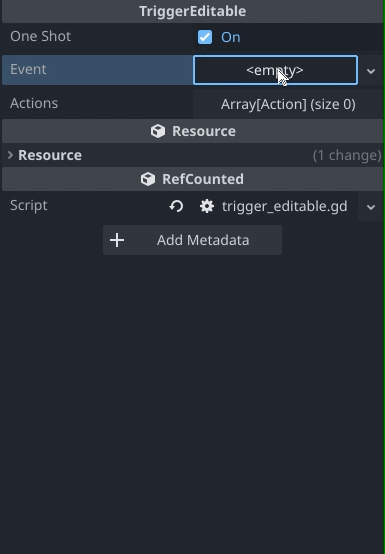 TriggerEditable
One Shot On
Event <empty>
Actions Array[Action] (size 0)
Resource
Resource (1 change)
RefCounted
Script trigger_editable.gd
Add Metadata